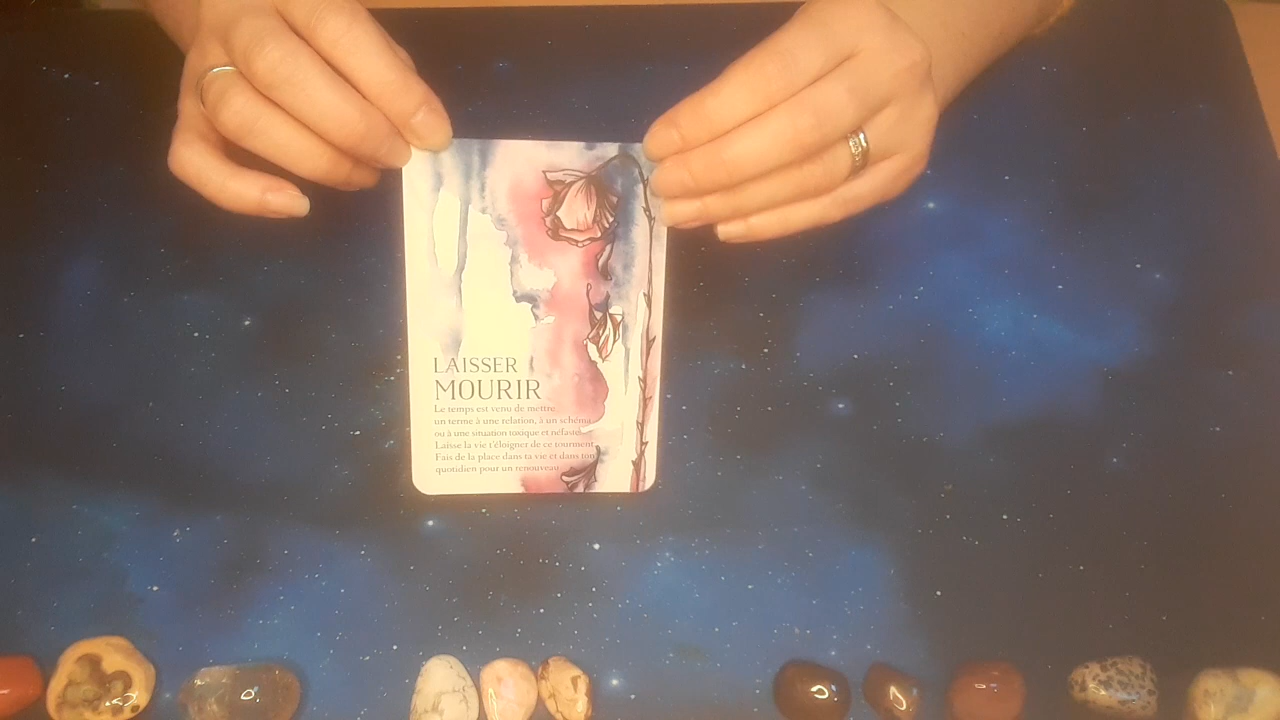 LAISSER
MOURIR
Le temps est venu de mettre
un terme à une relation, à un schéma
ou à une situation toxique et néfaste.
Laisse la vie t'éloigner de ce tourment.
Fais de la place dans ta vie et dans ton
quotidien pour un renouveau